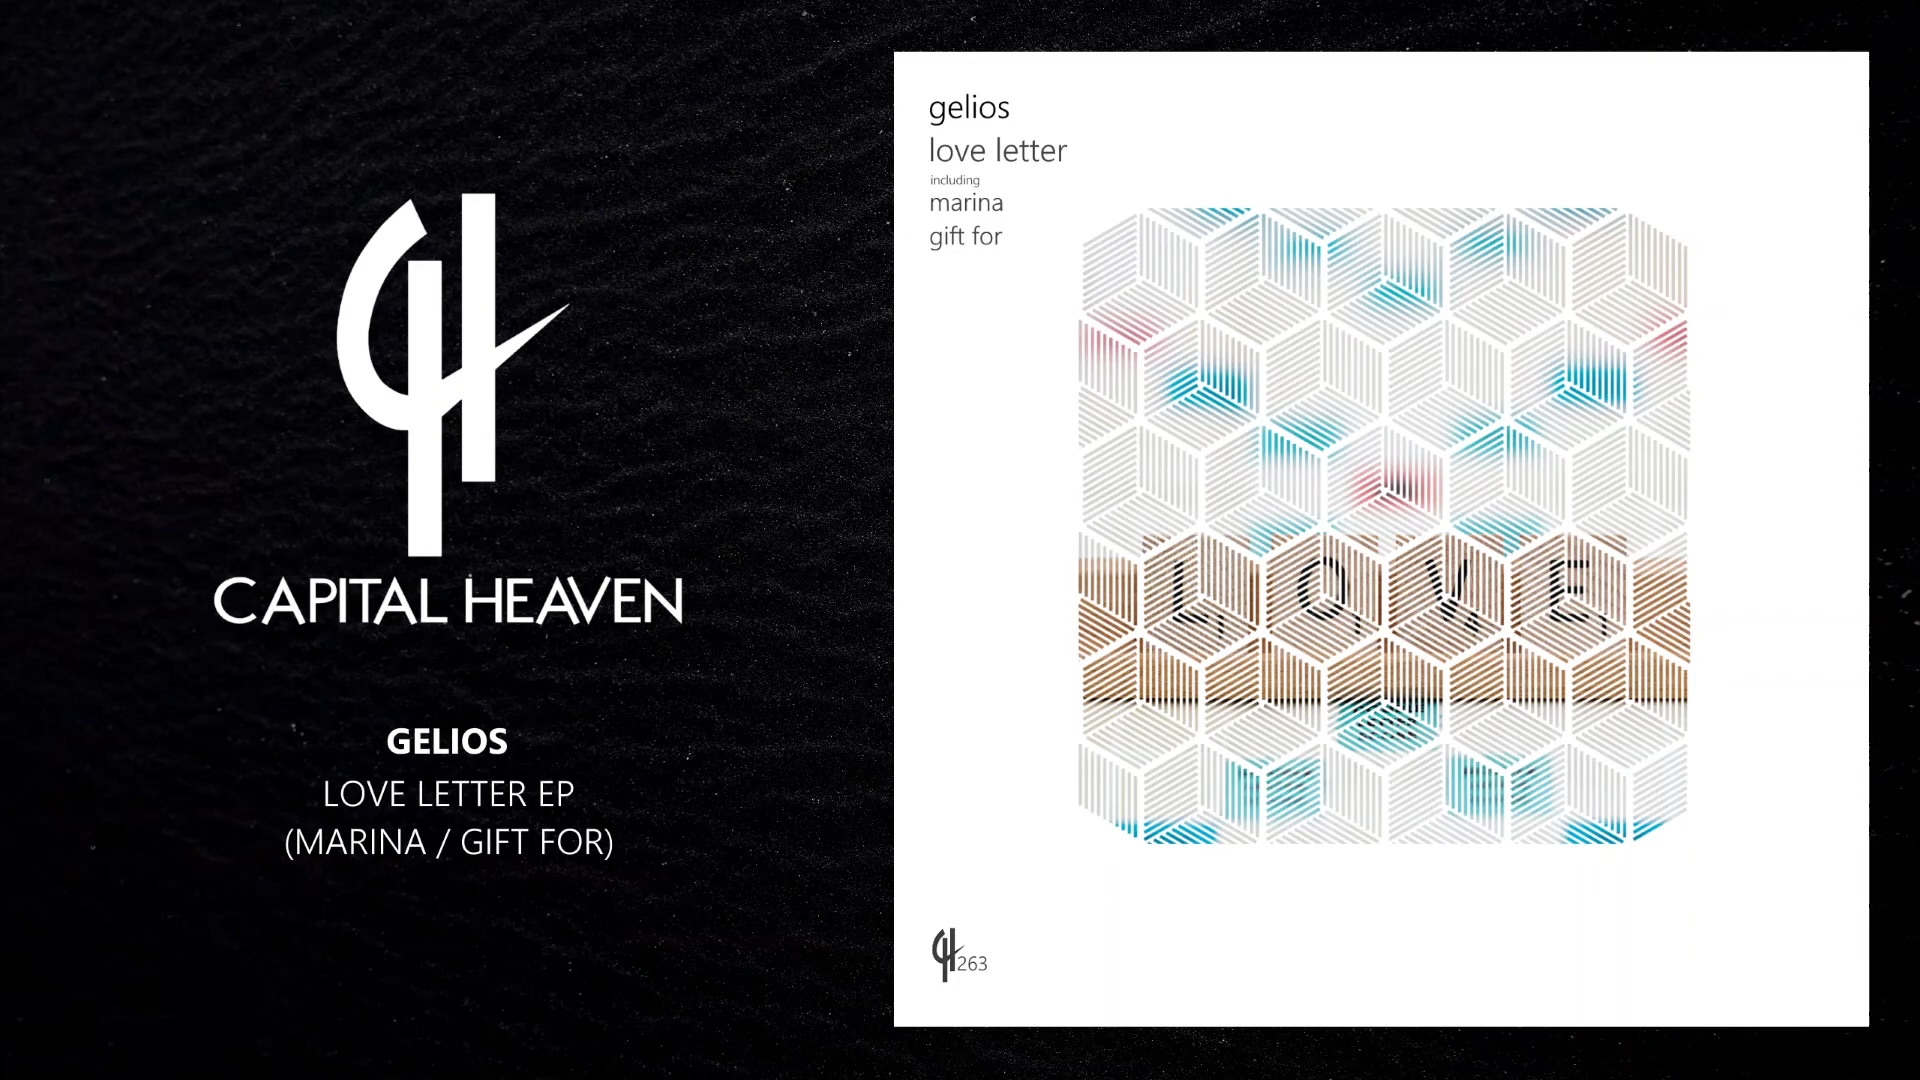 CAPITAL HEAVEN
GELIOS
LOVE LETTER EP
(MARINA / GIFT FOR)
gelios
love letter
including
marina
gift for
LOVE
263